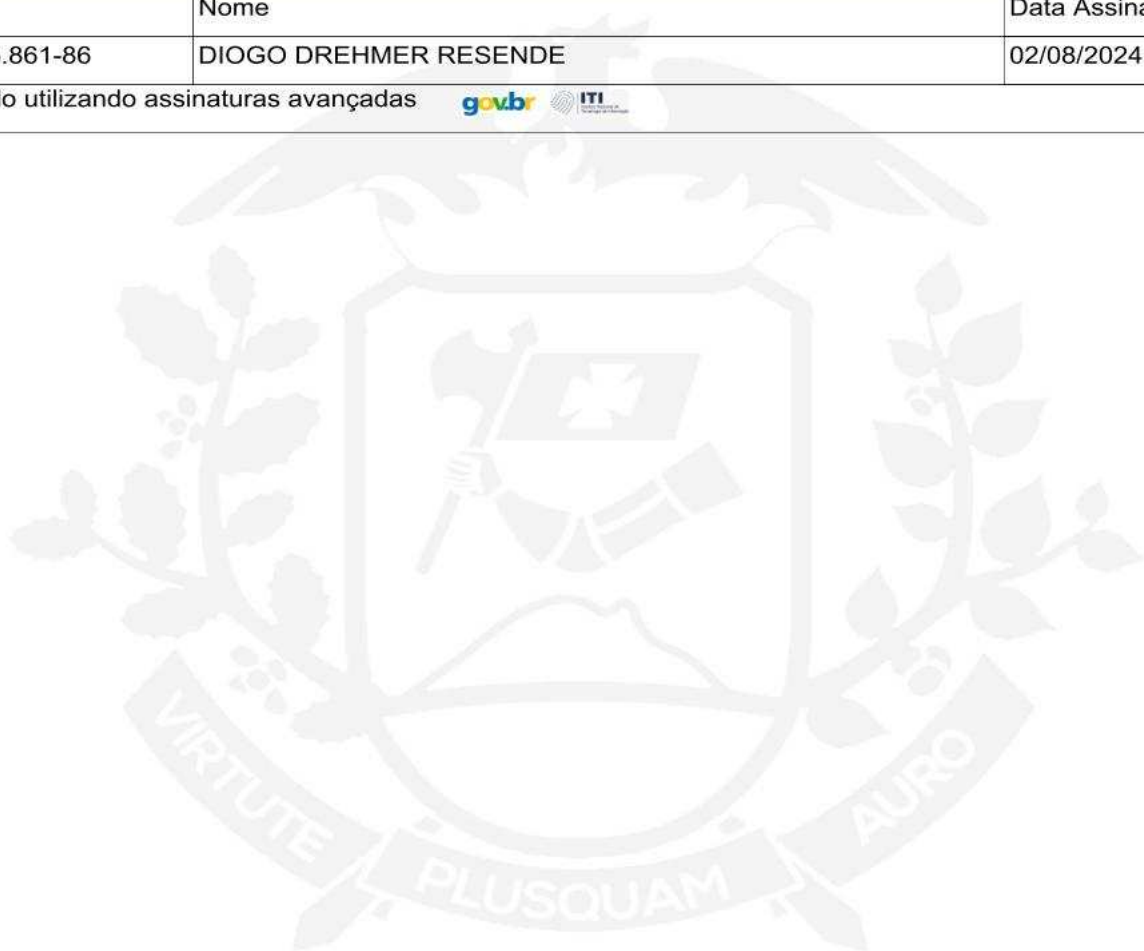 Nome Data Assina
.861-86 DIOGO DREHMER RESENDE 02/08/2024
do utilizando assinaturas avançadas gov.br ITI
VIRTUTE PLUSQUAM AURO